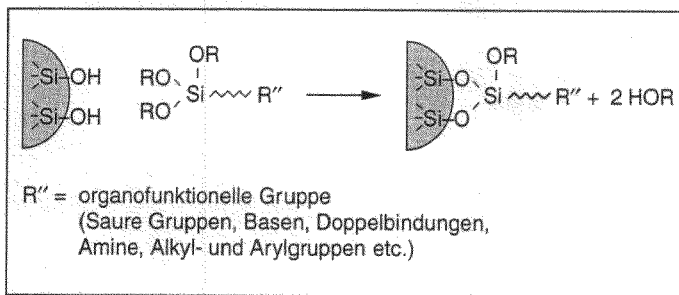 OR
OR
Si–OH
RO
Si
R″
Si–O
Si
R″ + 2 HOR
Si–OH
RO
Si–O
R″ = organofunktionelle Gruppe
(Saure Gruppen, Basen, Doppelbindungen,
Amine, Alkyl- und Arylgruppen etc.)